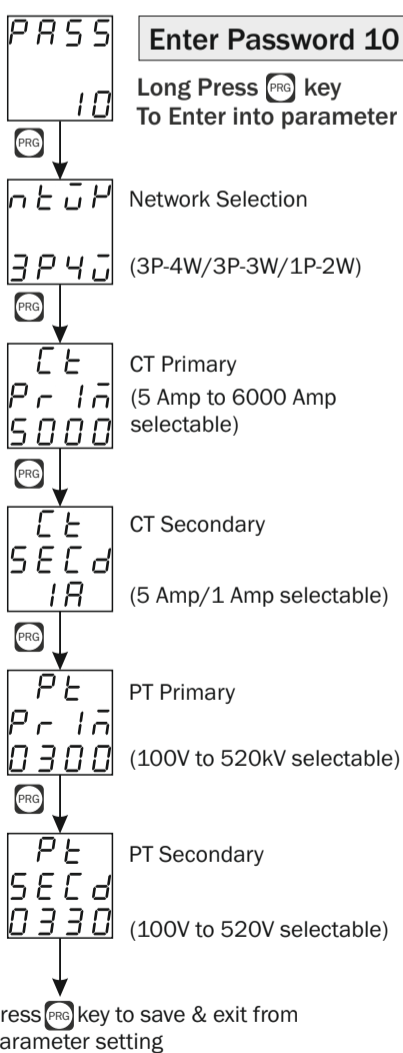 PASS
Enter Password 10
10
Long Press PRG key
To Enter into parameter
PRG
ntwk
Network Selection
3P4w
(3P-4W/3P-3W/1P-2W)
PRG
Ct
CT Primary
Prim
(5 Amp to 6000 Amp
5000
selectable)
PRG
Ct
CT Secondary
SECd
1A
(5 Amp/1 Amp selectable)
PRG
Pt
PT Primary
Prim
0300
(100V to 520kV selectable)
PRG
Pt
PT Secondary
SECd
0330
(100V to 520V selectable)
ress PRG key to save & exit from
arameter setting